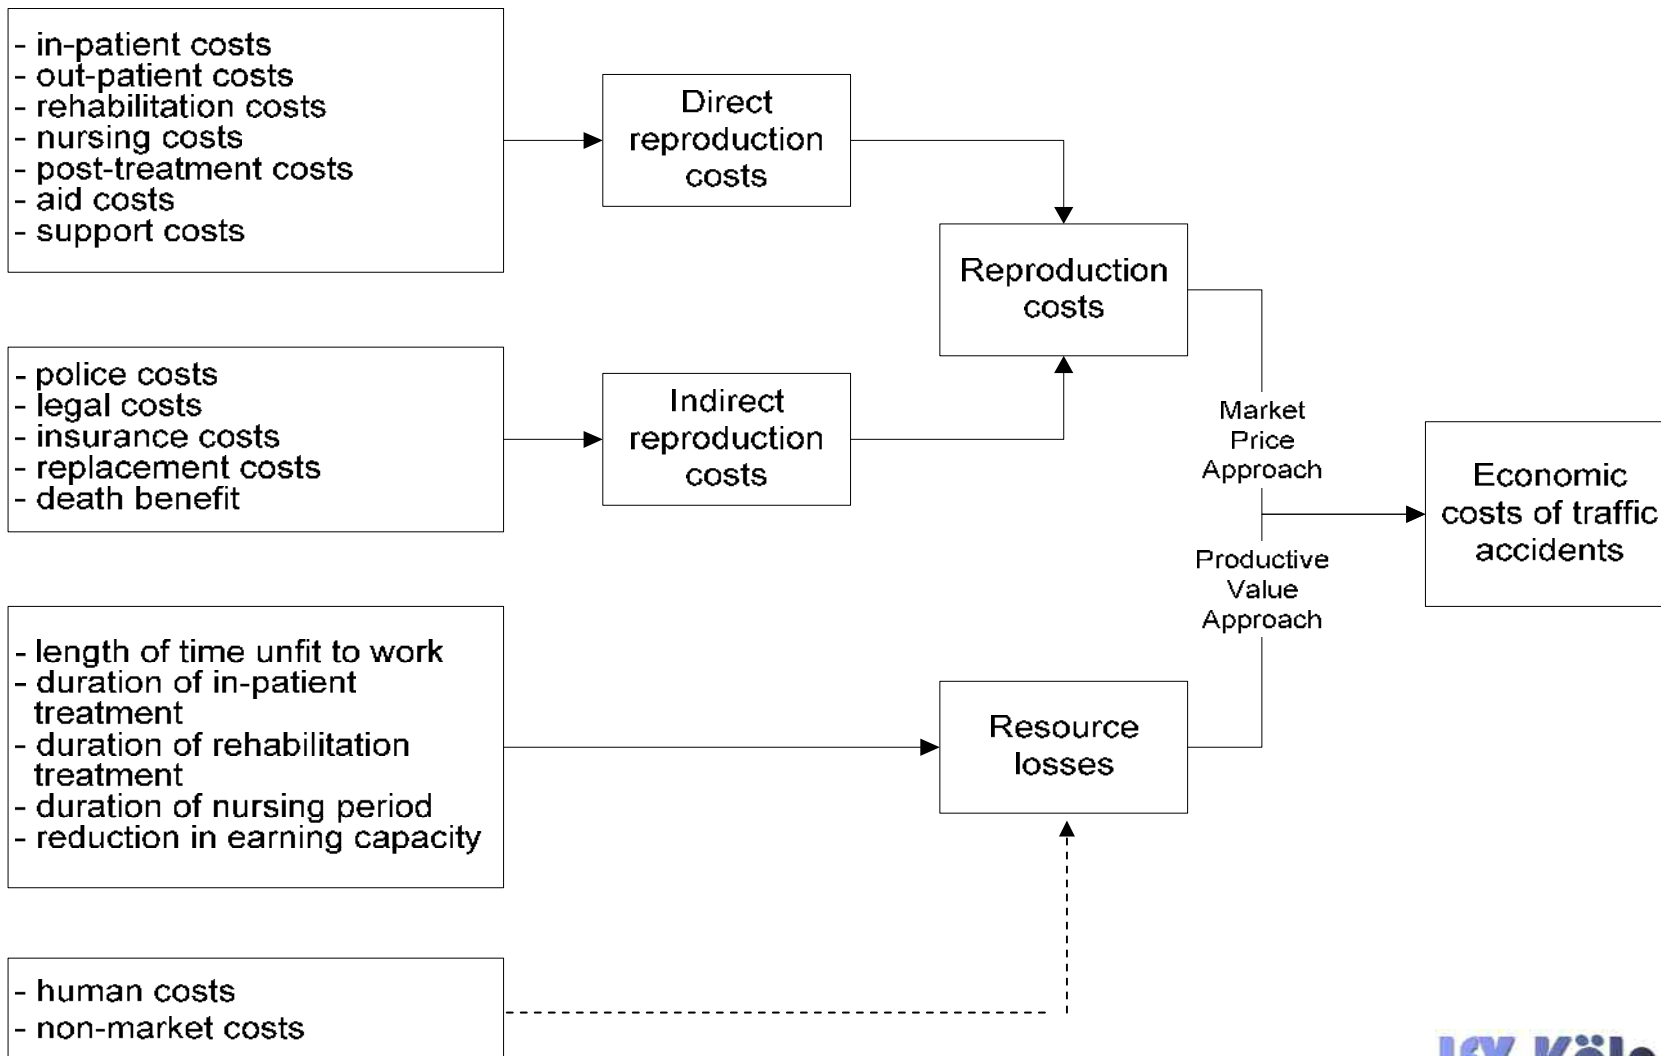 - in-patient costs
- out-patient costs
- rehabilitation costs
- nursing costs
- post-treatment costs
- aid costs
- support costs
Direct
reproduction
costs
Reproduction
costs
- police costs
- legal costs
- insurance costs
- replacement costs
- death benefit
Indirect
reproduction
costs
Market
Price
Approach
Economic
costs of traffic
accidents
Productive
Value
Approach
- length of time unfit to work
- duration of in-patient
treatment
- duration of rehabilitation
treatment
- duration of nursing period
- reduction in earning capacity
Resource
losses
- human costs
- non-market costs